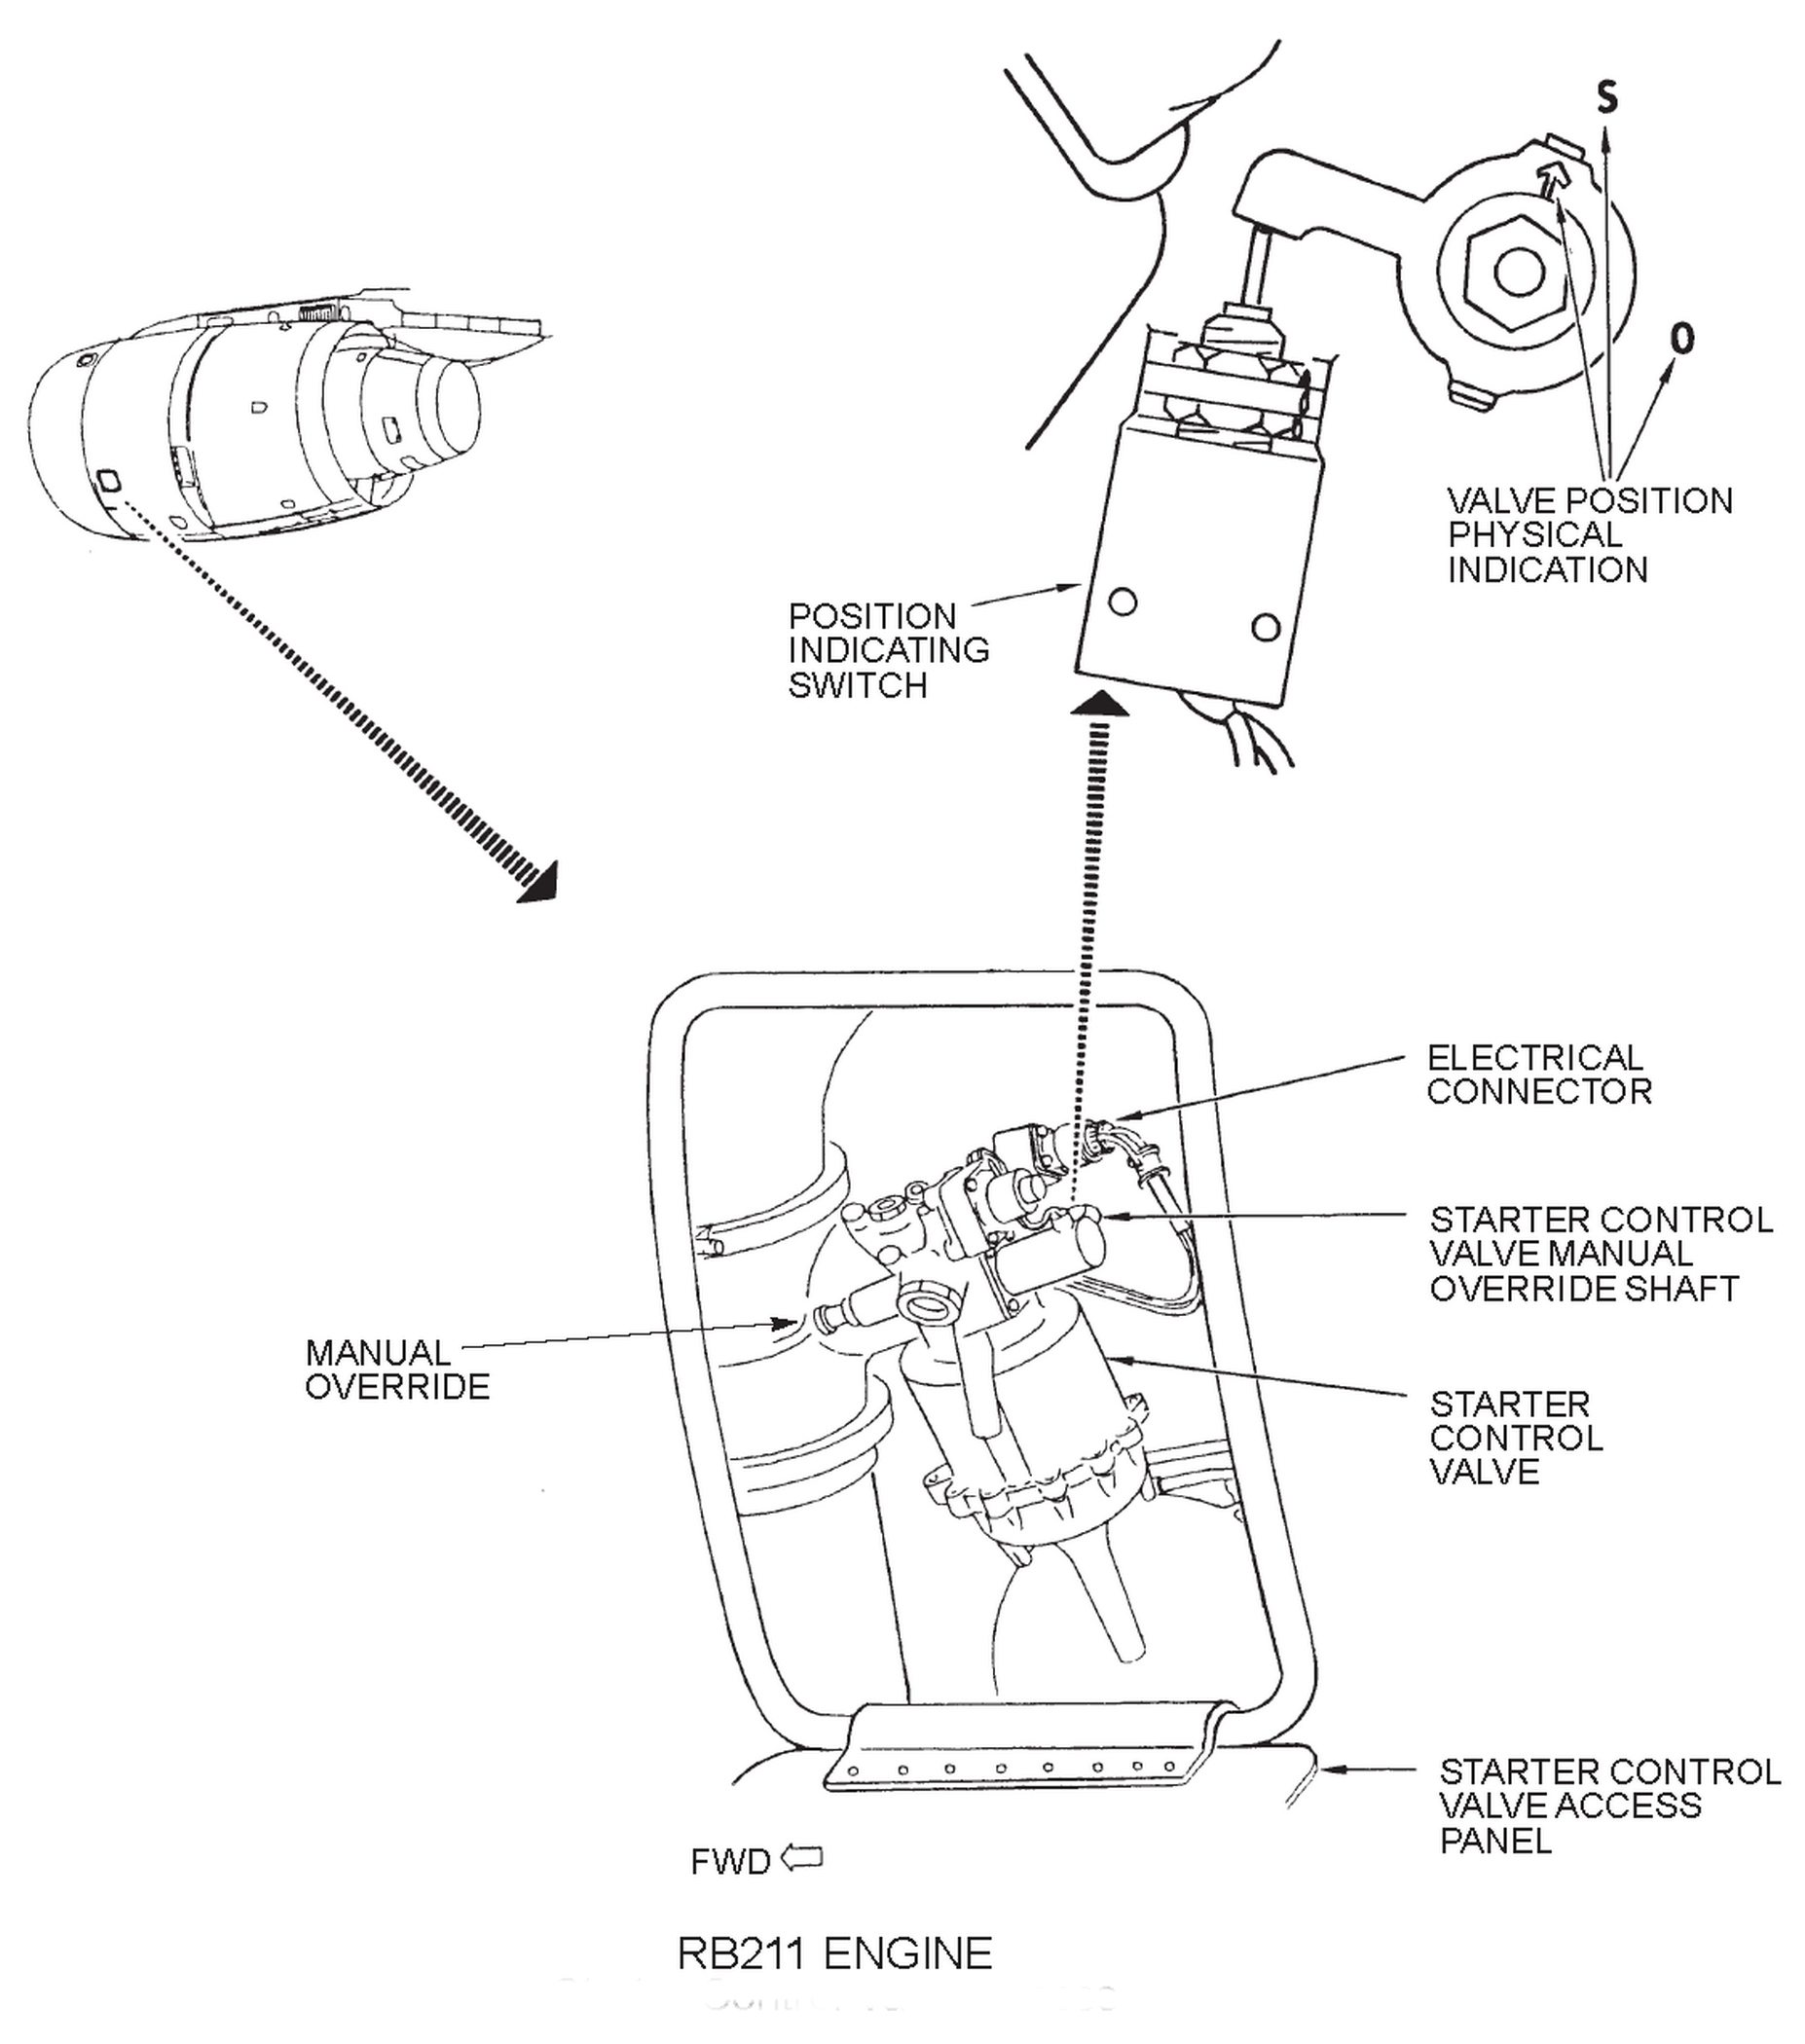 S
O
VALVE POSITION
PHYSICAL
INDICATION
POSITION
INDICATING
SWITCH
ELECTRICAL
CONNECTOR
STARTER CONTROL
VALVE MANUAL
OVERRIDE SHAFT
MANUAL
OVERRIDE
STARTER
CONTROL
VALVE
STARTER CONTROL
VALVE ACCESS
PANEL
FWD
RB211 ENGINE